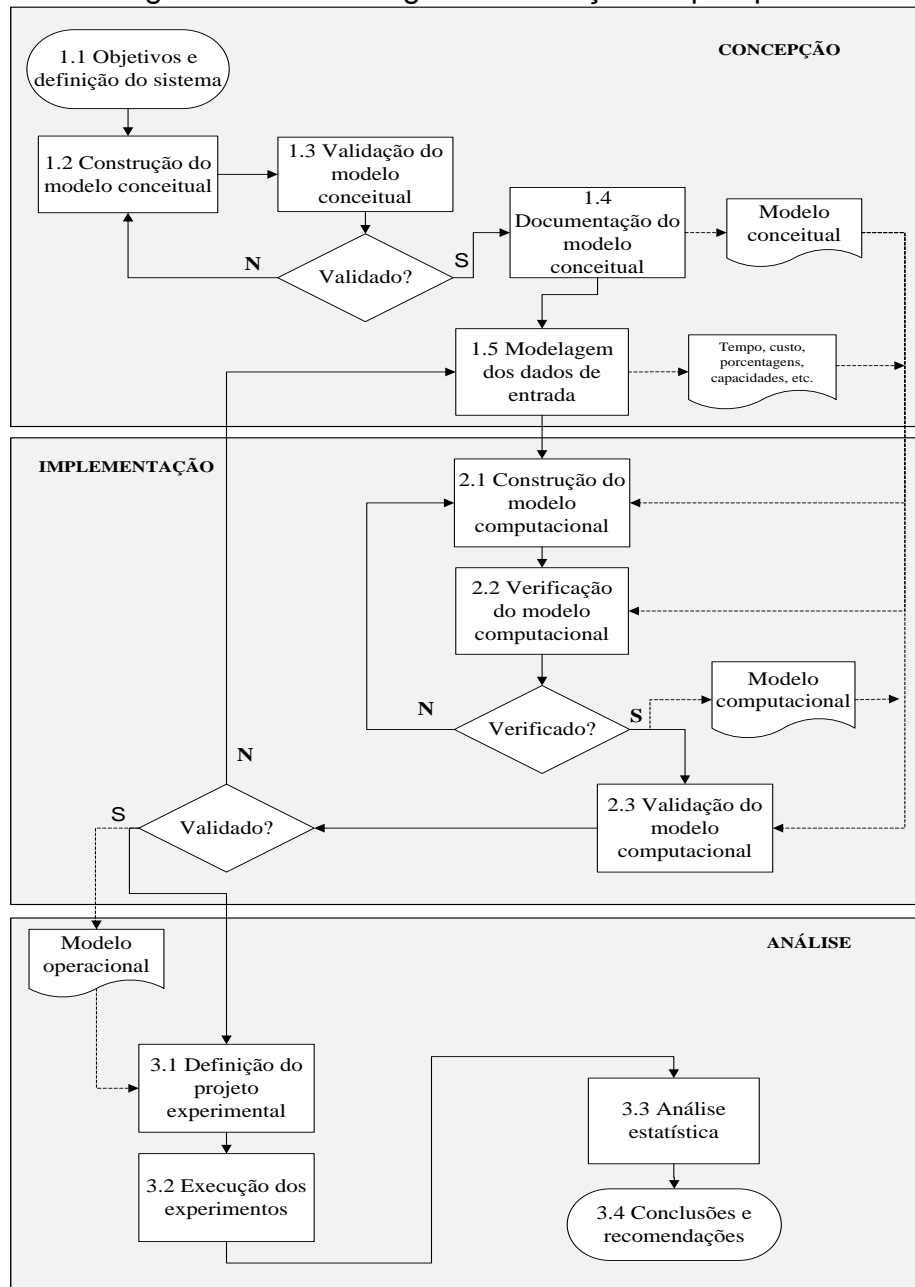 CONCEPÇÃO
1.1 Objetivos e
definição do sistema
1.2 Construção do
modelo conceitual
1.3 Validação do
modelo
conceitual
Validado?
N
S
1.4
Documentação do
modelo
conceitual
Modelo
conceitual
1.5 Modelagem
dos dados de
entrada
Tempo, custo,
porcentagens,
capacidades, etc.
IMPLEMENTAÇÃO
2.1 Construção do
modelo
computacional
2.2 Verificação
do modelo
computacional
Verificado?
N
S
Modelo
computacional
2.3 Validação do
modelo
computacional
Validado?
N
S
ANÁLISE
Modelo
operacional
3.1 Definição do
projeto
experimental
3.2 Execução dos
experimentos
3.3 Análise
estatística
3.4 Conclusões e
recomendações